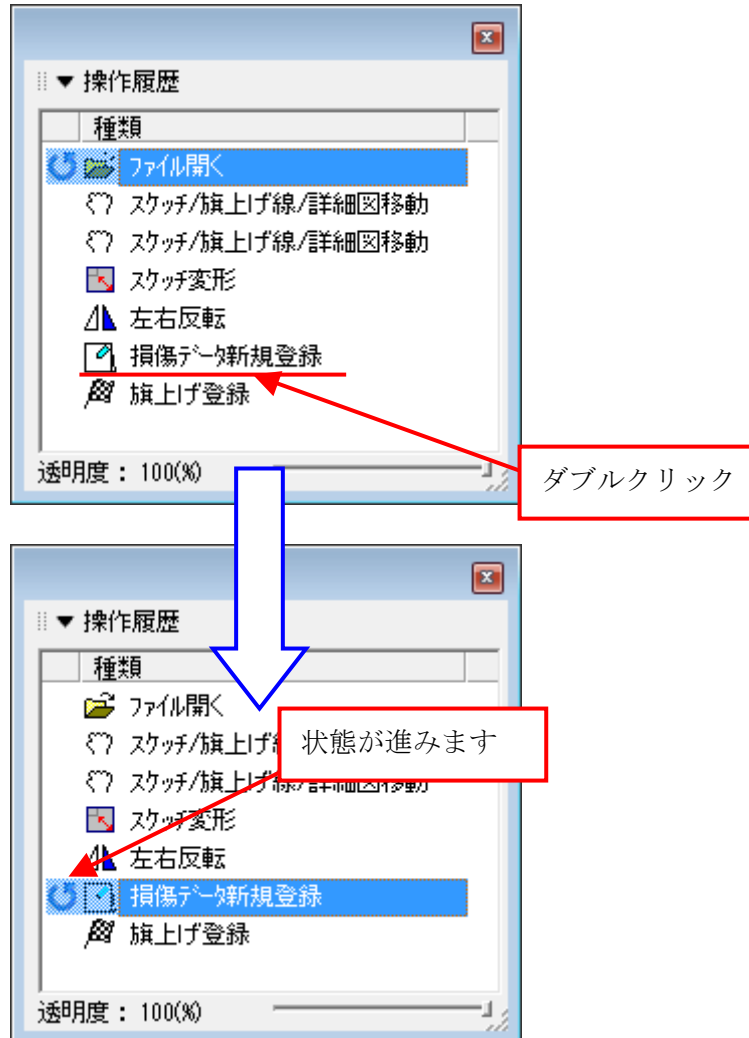 ▼ 操作履歴
種類
ファイル開く
スケッチ/旗上げ線/詳細図移動
スケッチ/旗上げ線/詳細図移動
スケッチ変形
左右反転
損傷データ新規登録
旗上げ登録
透明度： 100(%)
ダブルクリック
▼ 操作履歴
種類
ファイル開く
スケッチ/旗上げ線/詳細図移動
状態が進みます
スケッチ/旗上げ線/詳細図移動
スケッチ変形
左右反転
損傷データ新規登録
旗上げ登録
透明度： 100(%)